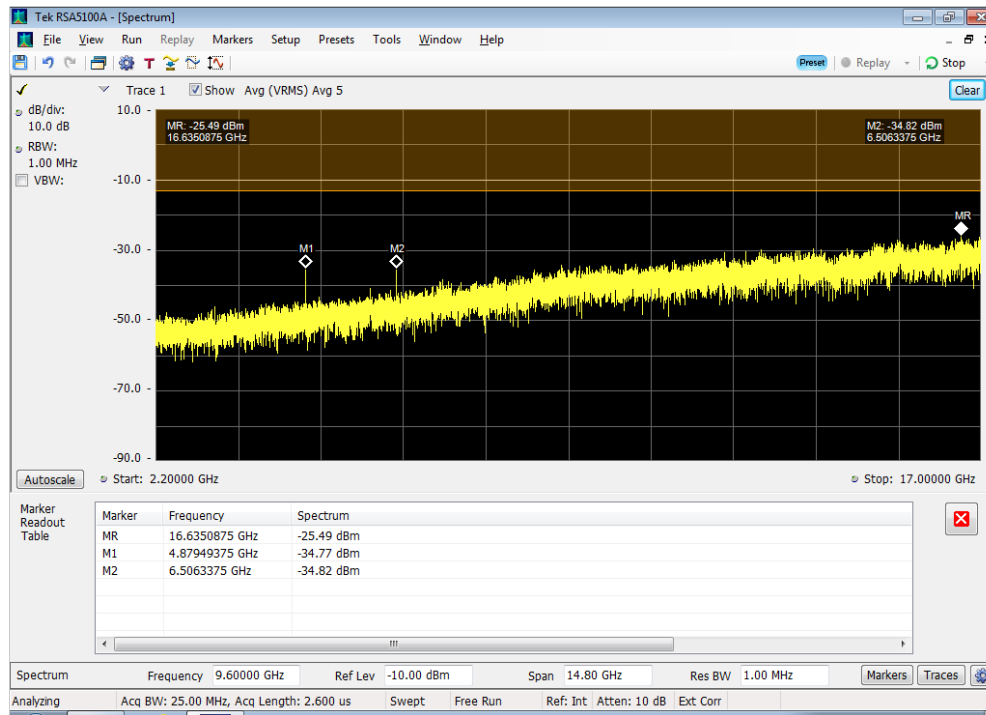 Tek RSA5100A - [Spectrum]
File View Run Replay Markers Setup Presets Tools Window Help
T Preset Replay Stop
Trace 1 Show Avg (VRMS) Avg 5 Clear
dB/div:
10.0 dB
RBW:
1.00 MHz
VBW:
10.0 -
-10.0 -
-30.0 -
-50.0 -
-70.0 -
-90.0 -
MR: -25.49 dBm
16.6350875 GHz
M2: -34.82 dBm
6.5063375 GHz
MR
M1 M2
Autoscale Start: 2.20000 GHz Stop: 17.00000 GHz
Marker
Readout
Table
Marker Frequency Spectrum
MR 16.6350875 GHz -25.49 dBm
M1 4.87949375 GHz -34.77 dBm
M2 6.5063375 GHz -34.82 dBm
Spectrum Frequency 9.60000 GHz Ref Lev -10.00 dBm Span 14.80 GHz Res BW 1.00 MHz Markers Traces
Analyzing Acq BW: 25.00 MHz, Acq Length: 2.600 us Swept Free Run Ref: Int Atten: 10 dB Ext Corr